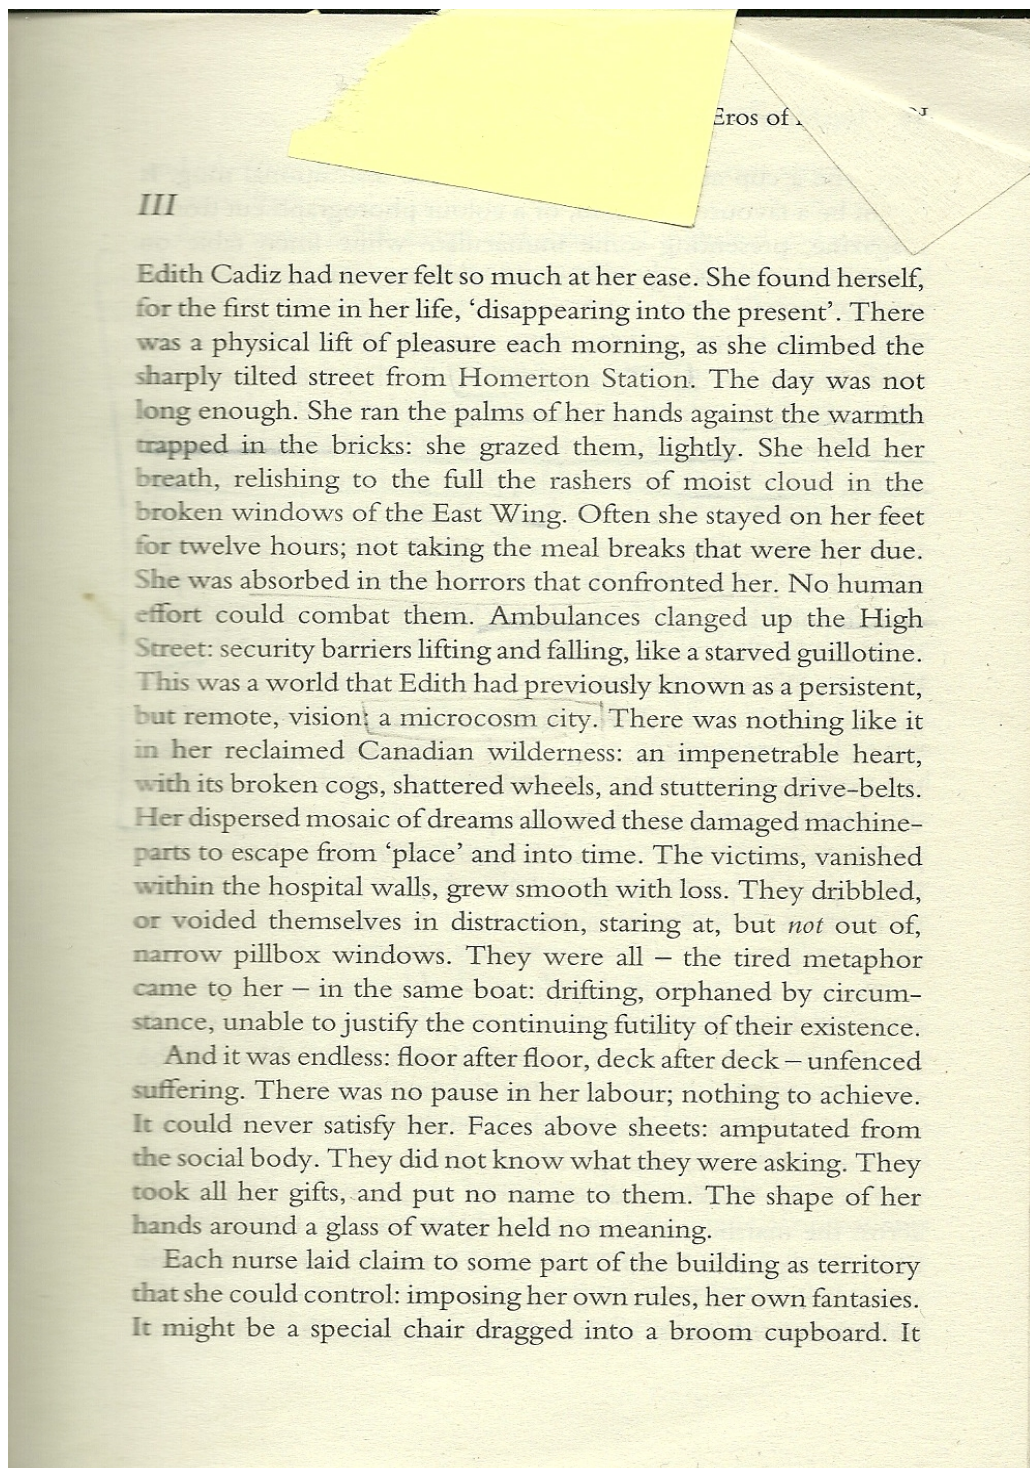 Eros of
III
Edith Cadiz had never felt so much at her ease. She found herself,
for the first time in her life, ‘disappearing into the present’. There
was a physical lift of pleasure each morning, as she climbed the
sharply tilted street from Homerton Station. The day was not
long enough. She ran the palms of her hands against the warmth
trapped in the bricks: she grazed them, lightly. She held her
breath, relishing to the full the rashers of moist cloud in the
broken windows of the East Wing. Often she stayed on her feet
for twelve hours; not taking the meal breaks that were her due.
She was absorbed in the horrors that confronted her. No human
effort could combat them. Ambulances clanged up the High
Street: security barriers lifting and falling, like a starved guillotine.
This was a world that Edith had previously known as a persistent,
but remote, vision: a microcosm city. There was nothing like it
in her reclaimed Canadian wilderness: an impenetrable heart,
with its broken cogs, shattered wheels, and stuttering drive-belts.
Her dispersed mosaic of dreams allowed these damaged machine-
parts to escape from ‘place’ and into time. The victims, vanished
within the hospital walls, grew smooth with loss. They dribbled,
or voided themselves in distraction, staring at, but not out of,
narrow pillbox windows. They were all – the tired metaphor
came to her – in the same boat: drifting, orphaned by circum-
stance, unable to justify the continuing futility of their existence.
And it was endless: floor after floor, deck after deck – unfenced
suffering. There was no pause in her labour; nothing to achieve.
It could never satisfy her. Faces above sheets: amputated from
the social body. They did not know what they were asking. They
took all her gifts, and put no name to them. The shape of her
hands around a glass of water held no meaning.
Each nurse laid claim to some part of the building as territory
that she could control: imposing her own rules, her own fantasies.
It might be a special chair dragged into a broom cupboard. It